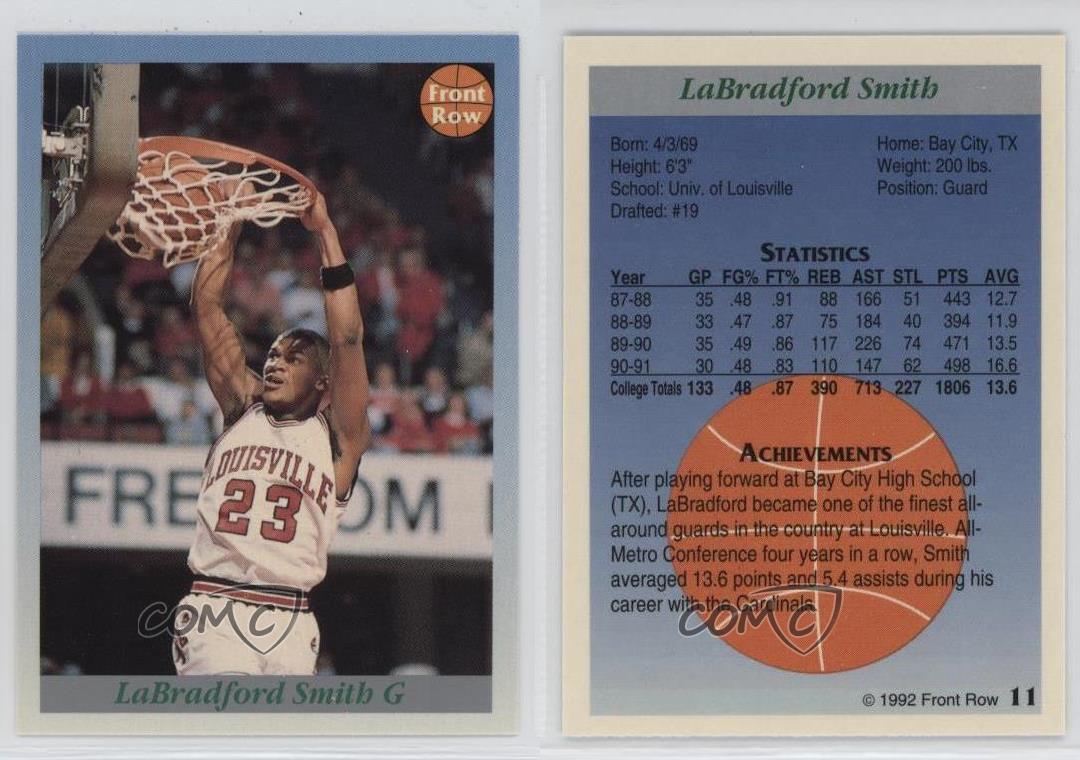 Front
Row
LOUISVILLE
23
FREE OM
COMC
LaBradford Smith G
LaBradford Smith
Born: 4/3/69 Home: Bay City, TX
Height: 6'3" Weight: 200 lbs.
School: Univ. of Louisville Position: Guard
Drafted: #19
STATISTICS
Year GP FG% FT% REB AST STL PTS AVG
87-88 35 .48 .91 88 166 51 443 12.7
88-89 33 .47 .87 75 184 40 394 11.9
89-90 35 .49 .86 117 226 74 471 13.5
90-91 30 .48 .83 110 147 62 498 16.6
College Totals 133 .48 .87 390 713 227 1806 13.6
ACHIEVEMENTS
After playing forward at Bay City High School
(TX), LaBradford became one of the finest all-
around guards in the country at Louisville. All-
Metro Conference four years in a row, Smith
averaged 13.6 points and 5.4 assists during his
career with the Cardinals.
COMC
© 1992 Front Row 11